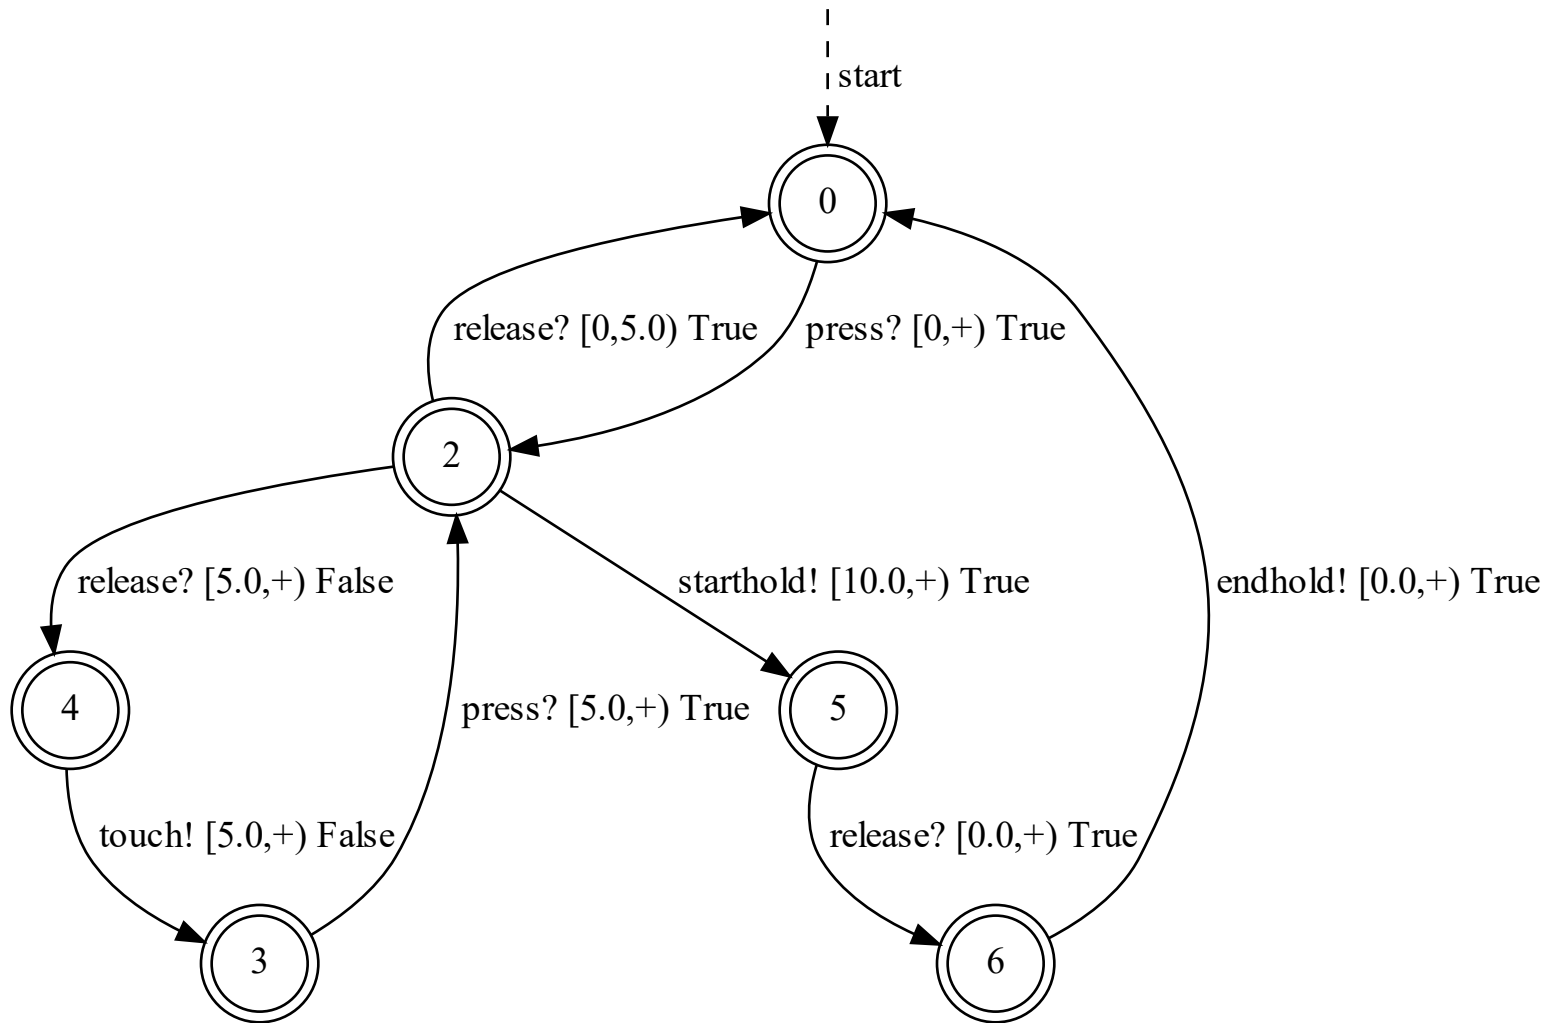 start
0
release? [0,5.0) True
press? [0,+) True
2
release? [5.0,+) False
starthold! [10.0,+) True
endhold! [0.0,+) True
4
press? [5.0,+) True
5
touch! [5.0,+) False
release? [0.0,+) True
3
6